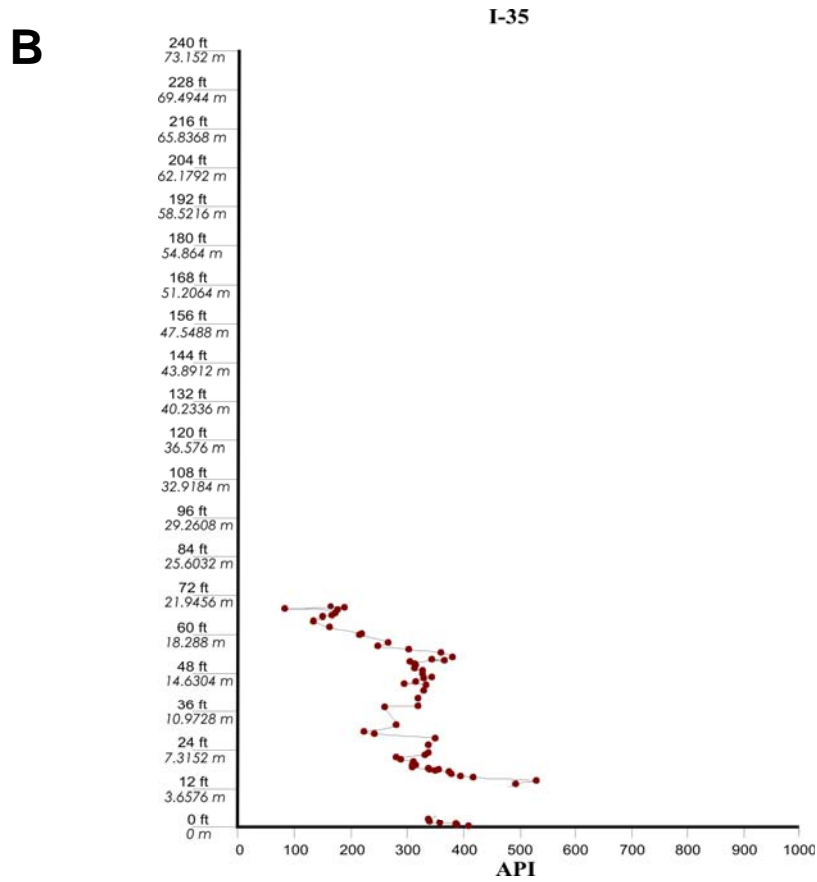 I-35
B
240 ft
73.152 m
228 ft
69.4944 m
216 ft
65.8368 m
204 ft
62.1792 m
192 ft
58.5216 m
180 ft
54.864 m
168 ft
51.2064 m
156 ft
47.5488 m
144 ft
43.8912 m
132 ft
40.2336 m
120 ft
36.576 m
108 ft
32.9184 m
96 ft
29.2608 m
84 ft
25.6032 m
72 ft
21.9456 m
60 ft
18.288 m
48 ft
14.6304 m
36 ft
10.9728 m
24 ft
7.3152 m
12 ft
3.6576 m
0 ft
0 m
0 100 200 300 400 500 600 700 800 900 1000
API